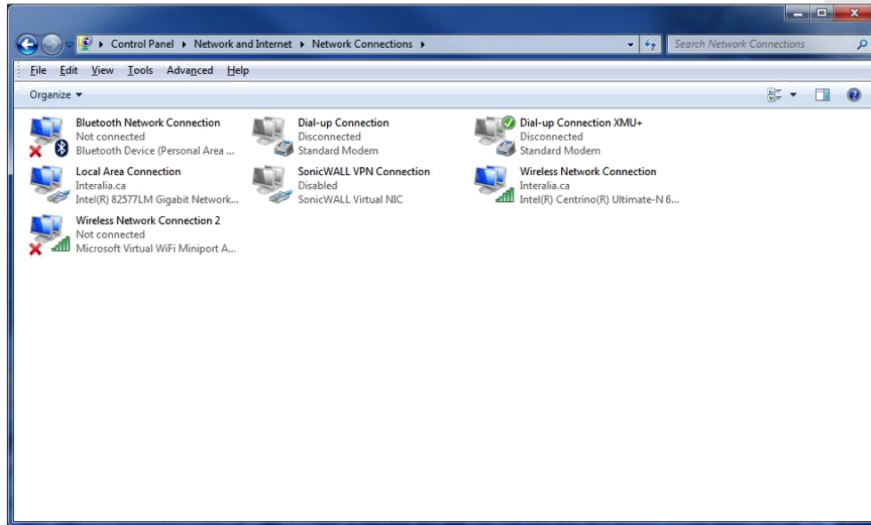 Control Panel ▸ Network and Internet ▸ Network Connections ▸
Search Network Connections
File Edit View Tools Advanced Help
Organize
Bluetooth Network Connection
Not connected
Bluetooth Device (Personal Area ...
Dial-up Connection
Disconnected
Standard Modem
Dial-up Connection XMU+
Disconnected
Standard Modem
Local Area Connection
Interalia.ca
Intel(R) 82577LM Gigabit Network...
SonicWALL VPN Connection
Disabled
SonicWALL Virtual NIC
Wireless Network Connection
Interalia.ca
Intel(R) Centrino(R) Ultimate-N 6...
Wireless Network Connection 2
Not connected
Microsoft Virtual WiFi Miniport A...